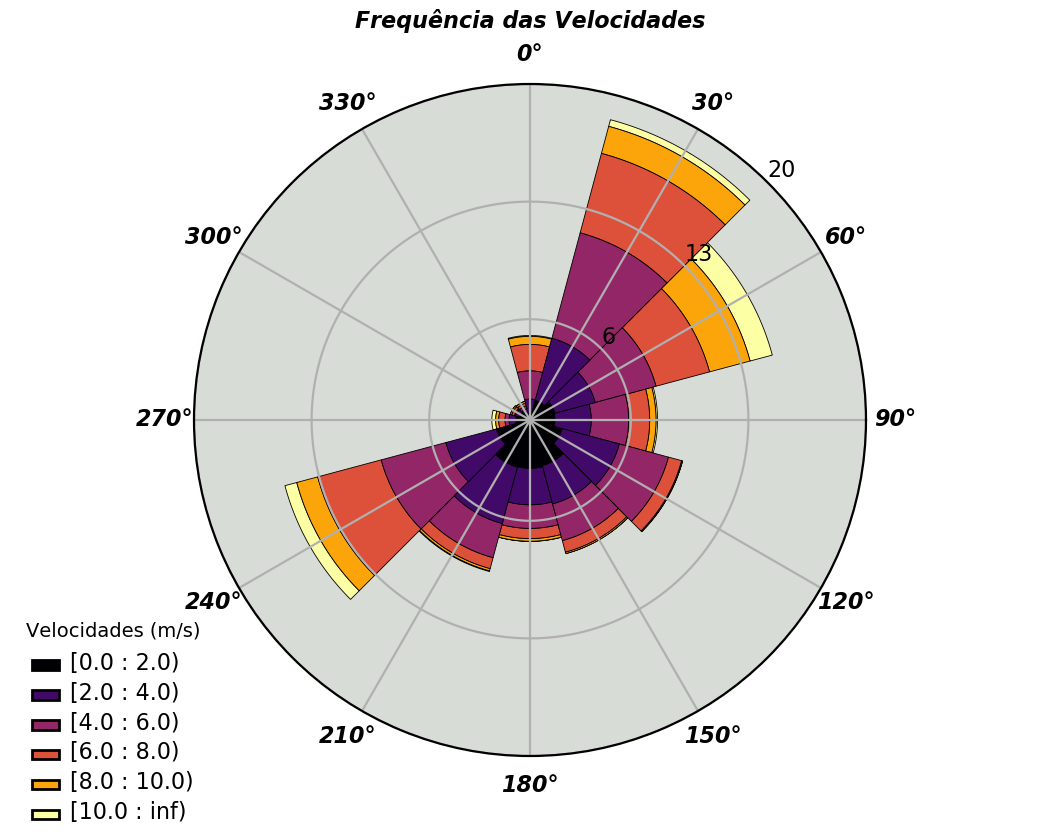 Frequência das Velocidades
0°
330°
30°
20
300°
60°
13
6
270°
90°
240°
120°
210°
150°
180°
Velocidades (m/s)
[0.0 : 2.0)
[2.0 : 4.0)
[4.0 : 6.0)
[6.0 : 8.0)
[8.0 : 10.0)
[10.0 : inf)